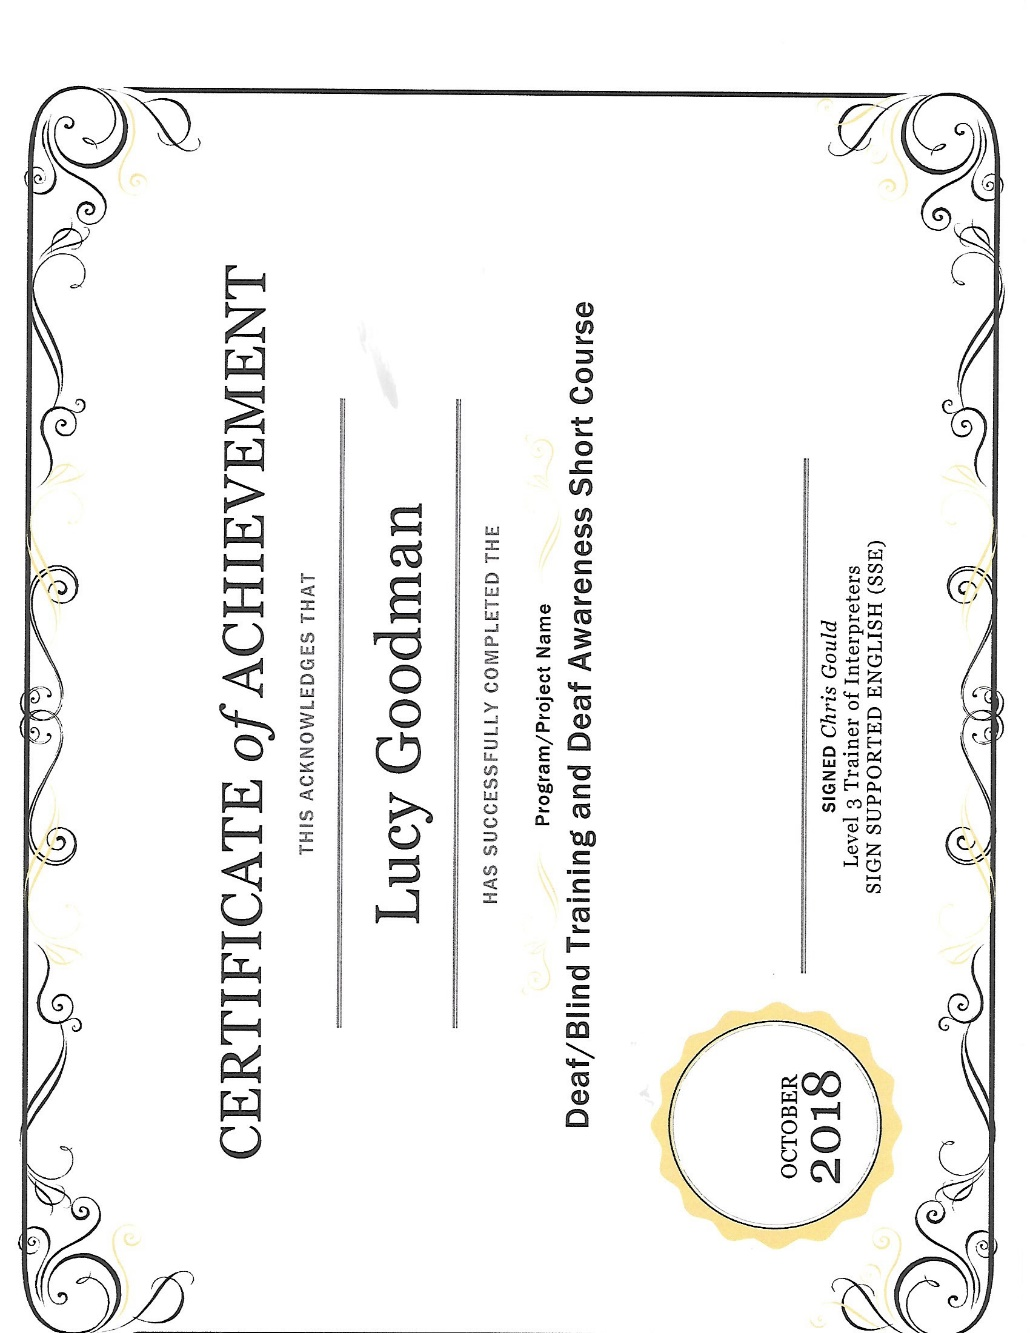 CERTIFICATE of ACHIEVEMENT
THIS ACKNOWLEDGES THAT
Lucy Goodman
HAS SUCCESSFULLY COMPLETED THE
Program/Project Name
Deaf/Blind Training and Deaf Awareness Short Course
OCTOBER
2018
SIGNED Chris Gould
Level 3 Trainer of Interpreters
SIGN SUPPORTED ENGLISH (SSE)